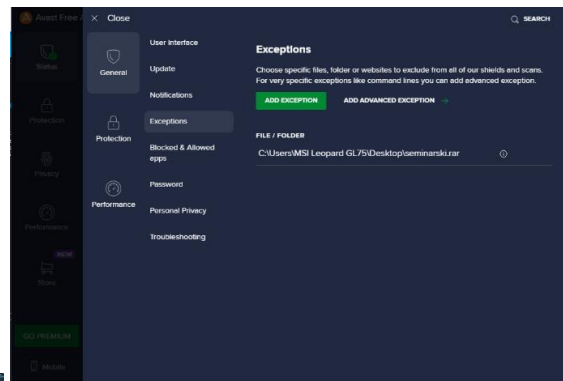 Avast Free
Close
SEARCH
Status
Protection
Privacy
Performance
NEW
Store
GO PREMIUM
Mobile
General
Protection
Performance
User Interface
Update
Notifications
Exceptions
Blocked & Allowed
apps
Password
Personal Privacy
Troubleshooting
Exceptions
Choose specific files, folder or websites to exclude from all of our shields and scans.
For very specific exceptions like command lines you can add advanced exception.
ADD EXCEPTION
ADD ADVANCED EXCEPTION →
FILE / FOLDER
C:\Users\MSI Leopard GL75\Desktop\seminarski.rar